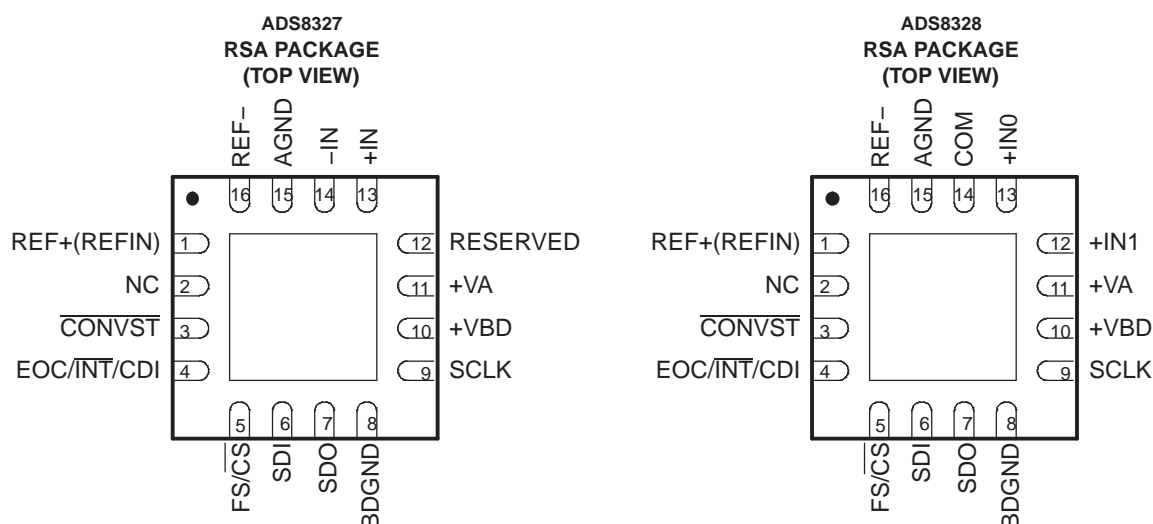 ADS8327
RSA PACKAGE
(TOP VIEW)
REF–
AGND
–IN
+IN
16
15
14
13
REF+(REFIN)
1
12
RESERVED
NC
2
11
+VA
CONVST
3
10
+VBD
EOC/INT/CDI
4
9
SCLK
5
6
7
8
FS/CS
SDI
SDO
BDGND
ADS8328
RSA PACKAGE
(TOP VIEW)
REF–
AGND
COM
+IN0
16
15
14
13
REF+(REFIN)
1
12
+IN1
NC
2
11
+VA
CONVST
3
10
+VBD
EOC/INT/CDI
4
9
SCLK
5
6
7
8
FS/CS
SDI
SDO
BDGND